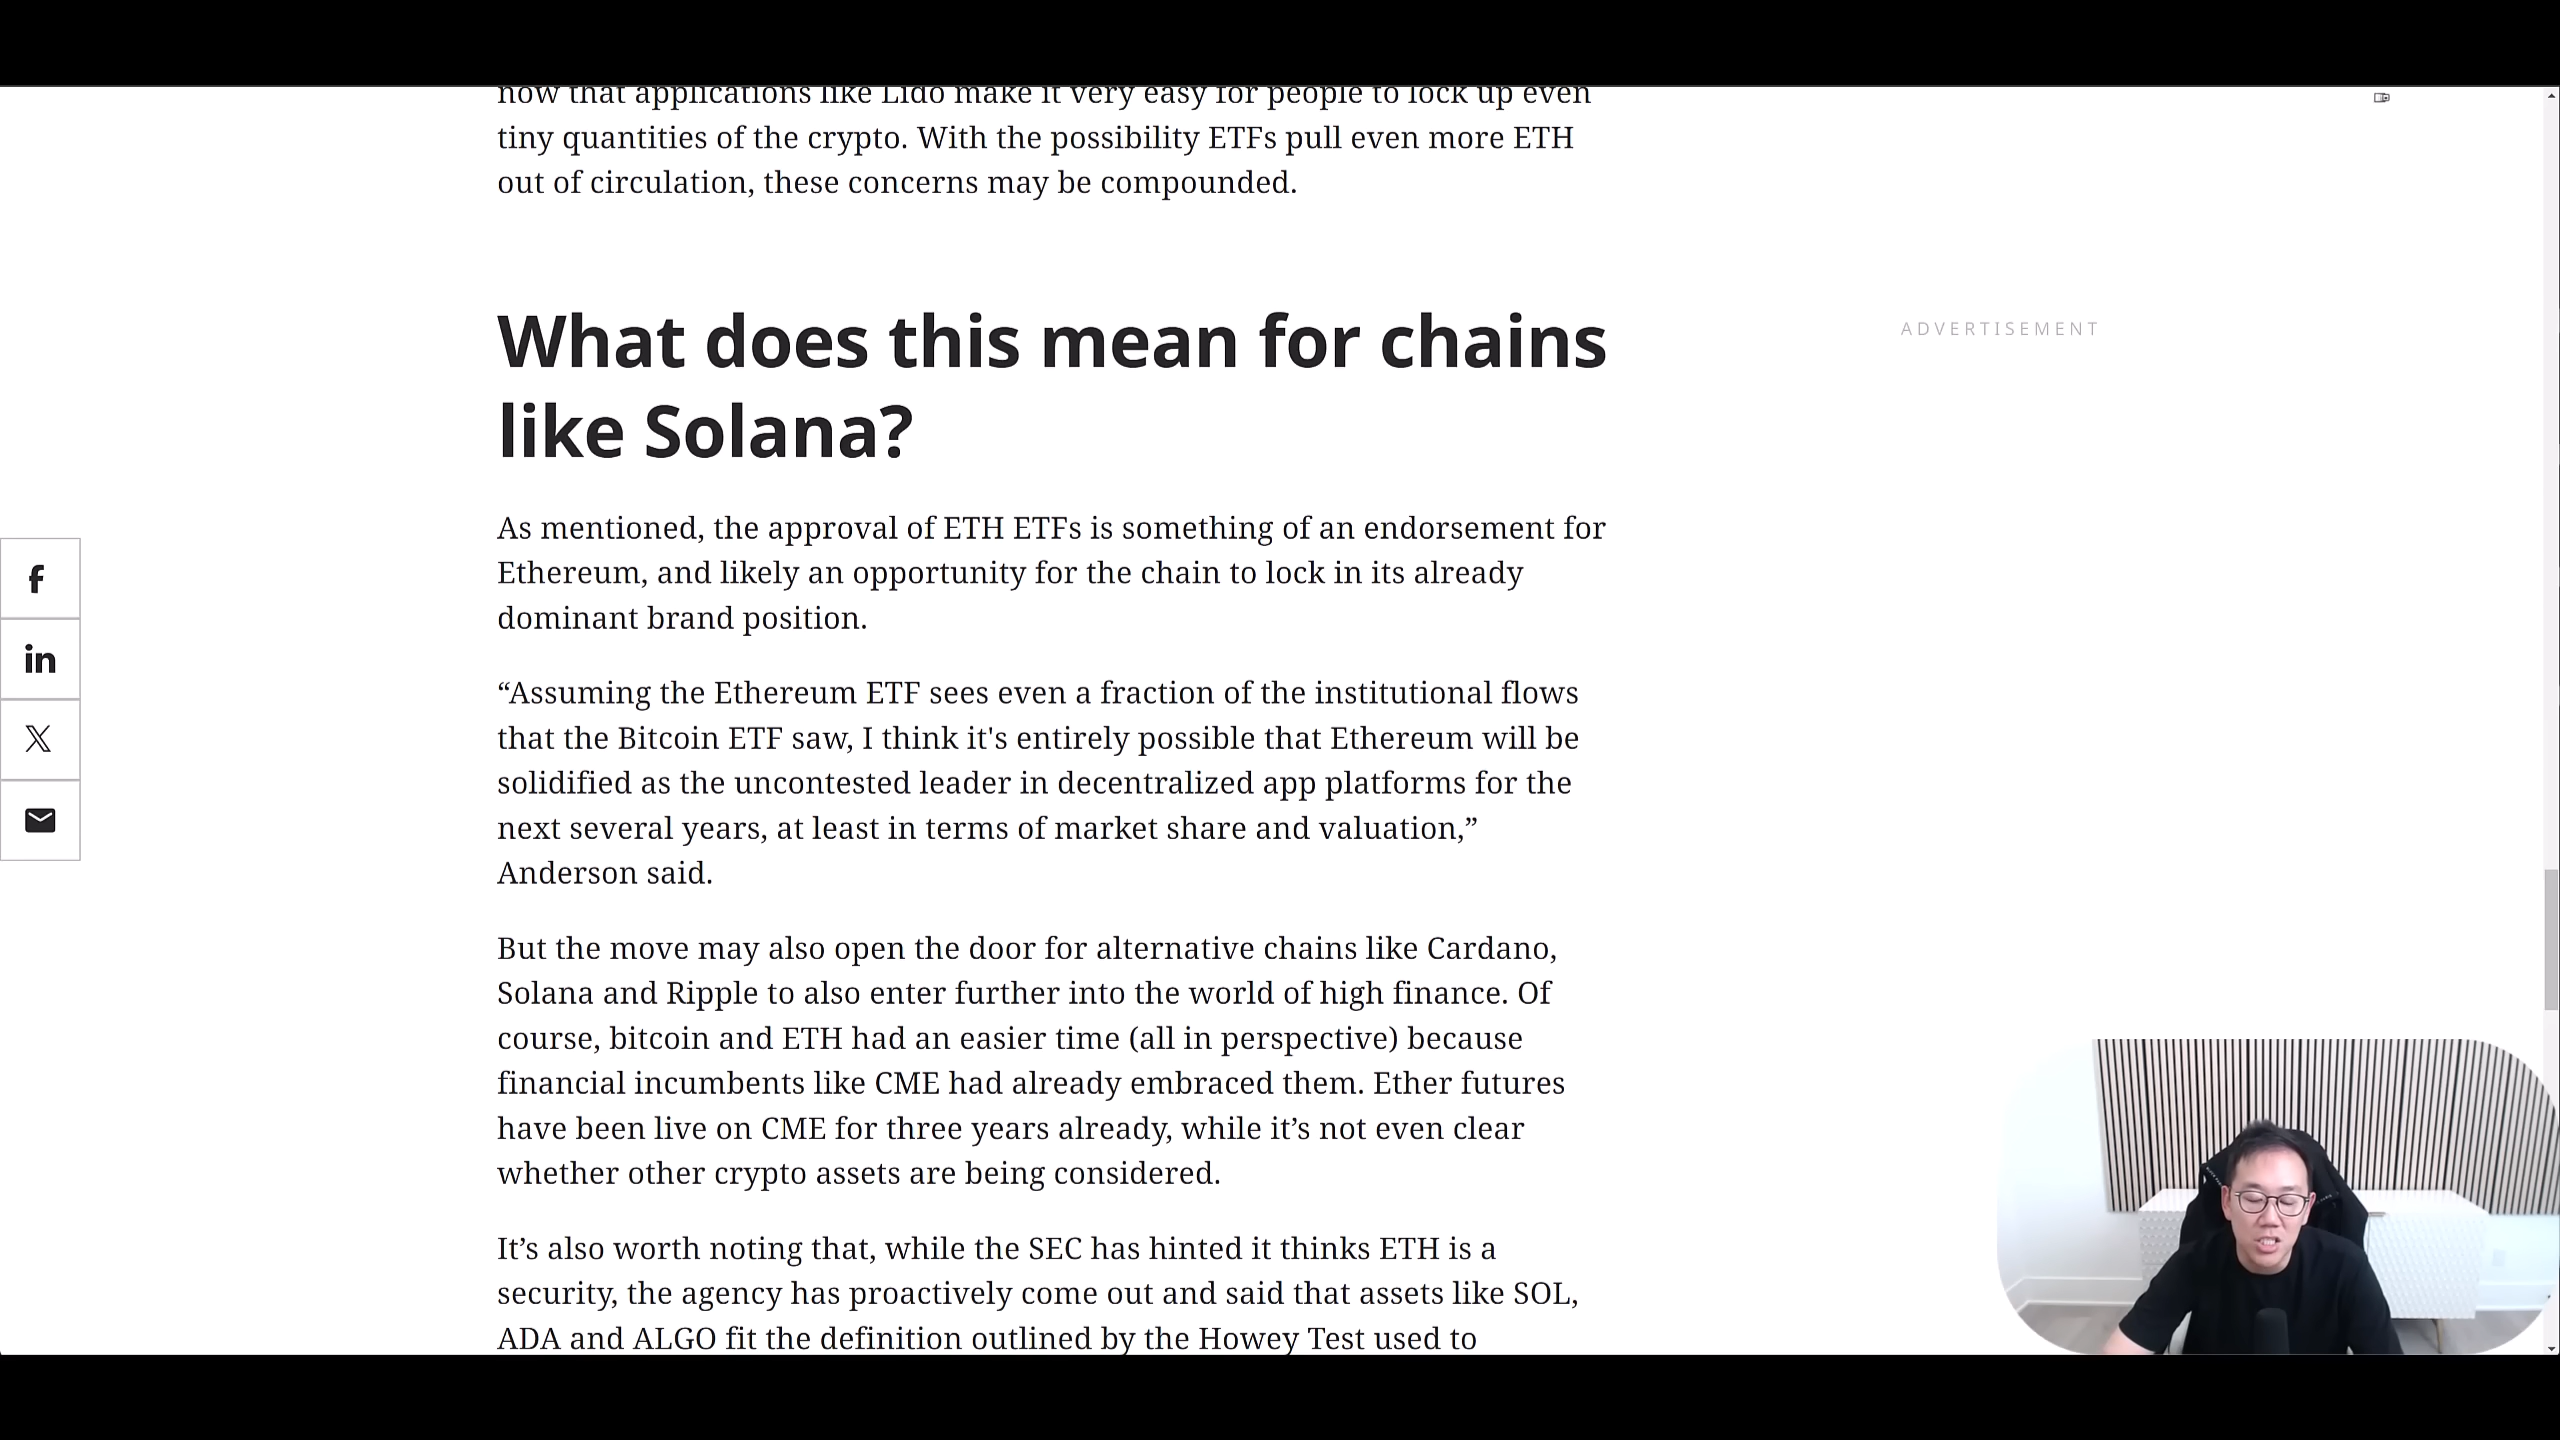 now that applications like Lido make it very easy for people to lock up even
tiny quantities of the crypto. With the possibility ETFs pull even more ETH
out of circulation, these concerns may be compounded.
What does this mean for chains
like Solana?
ADVERTISEMENT
As mentioned, the approval of ETH ETFs is something of an endorsement for
Ethereum, and likely an opportunity for the chain to lock in its already
dominant brand position.
“Assuming the Ethereum ETF sees even a fraction of the institutional flows
that the Bitcoin ETF saw, I think it's entirely possible that Ethereum will be
solidified as the uncontested leader in decentralized app platforms for the
next several years, at least in terms of market share and valuation,”
Anderson said.
But the move may also open the door for alternative chains like Cardano,
Solana and Ripple to also enter further into the world of high finance. Of
course, bitcoin and ETH had an easier time (all in perspective) because
financial incumbents like CME had already embraced them. Ether futures
have been live on CME for three years already, while it’s not even clear
whether other crypto assets are being considered.
It’s also worth noting that, while the SEC has hinted it thinks ETH is a
security, the agency has proactively come out and said that assets like SOL,
ADA and ALGO fit the definition outlined by the Howey Test used to